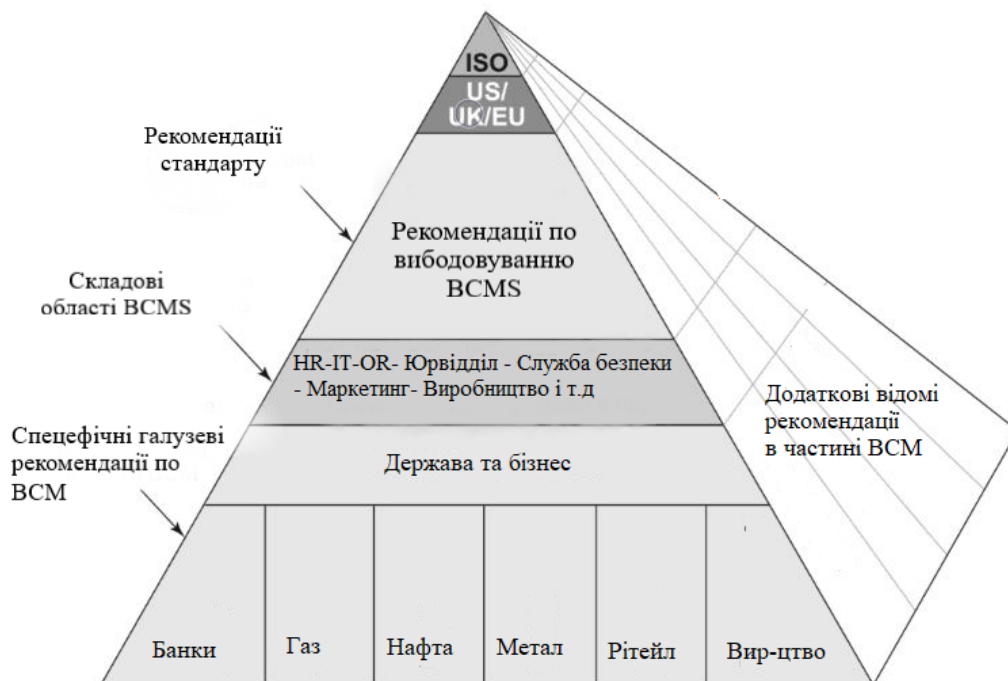 ISO
US/
UK/EU
Рекомендації
стандарту
Рекомендації по
вибодовуванню
BCMS
Складові
області BCMS
HR-IT-OR- Юрвідділ - Служба безпеки
- Маркетинг- Виробництво і т.д
Додаткові відомі
рекомендації
в частині BCM
Спецефічні галузеві
рекомендації по
BCM
Держава та бізнес
Банки
Газ
Нафта
Метал
Рітейл
Вир-цтво